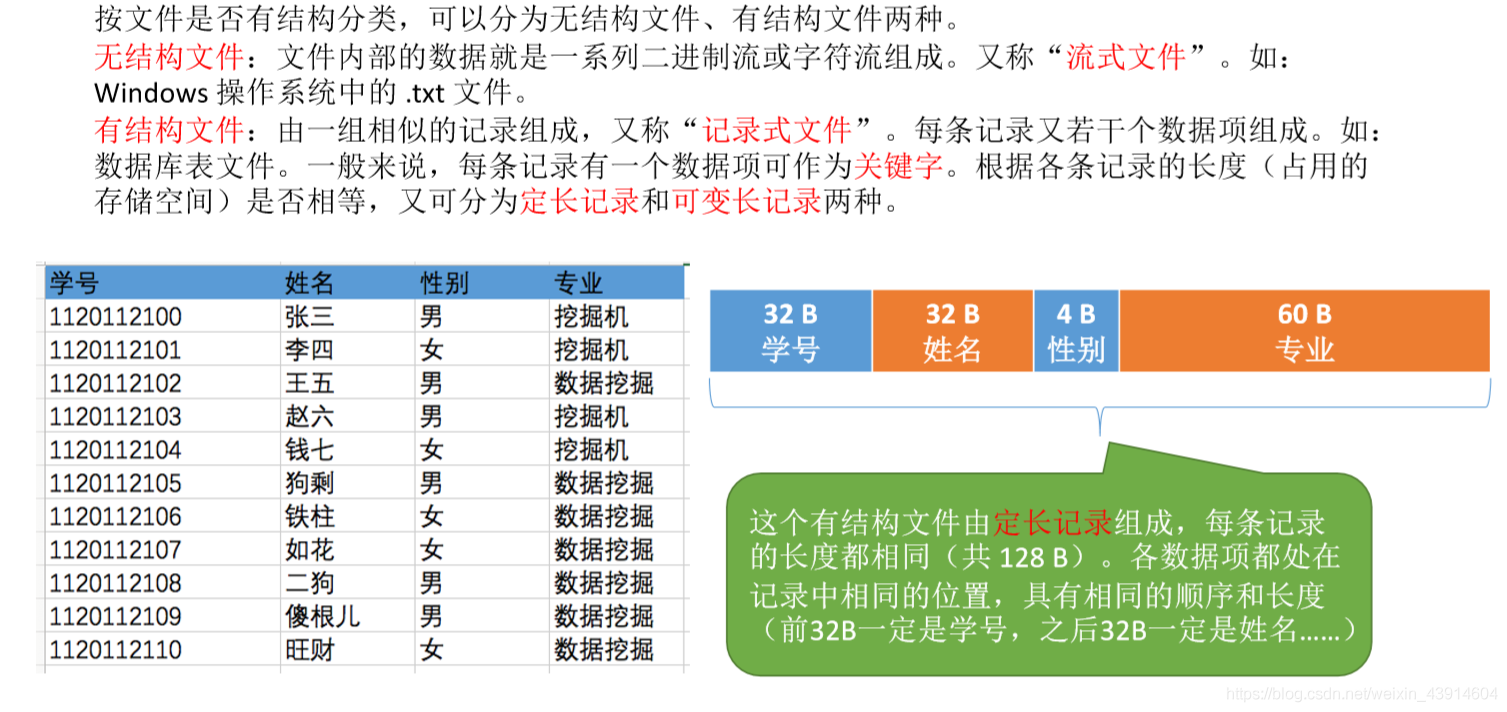 按文件是否有结构分类，可以分为无结构文件、有结构文件两种。
无结构文件：文件内部的数据就是一系列二进制流或字符流组成。又称“流式文件”。如：
Windows 操作系统中的 .txt 文件。
有结构文件：由一组相似的记录组成，又称“记录式文件”。每条记录又若干个数据项组成。如：
数据库表文件。一般来说，每条记录有一个数据项可作为关键字。根据各条记录的长度（占用的
存储空间）是否相等，又可分为定长记录和可变长记录两种。
学号 姓名 性别 专业
1120112100 张三 男 挖掘机
1120112101 李四 女 挖掘机
1120112102 王五 男 数据挖掘
1120112103 赵六 男 挖掘机
1120112104 钱七 女 挖掘机
1120112105 狗剩 男 数据挖掘
1120112106 铁柱 女 数据挖掘
1120112107 如花 女 数据挖掘
1120112108 二狗 男 数据挖掘
1120112109 傻根儿 男 数据挖掘
1120112110 旺财 女 数据挖掘
32 B 32 B 4 B 60 B
学号 姓名 性别 专业
这个有结构文件由定长记录组成，每条记录
的长度都相同（共 128 B）。各数据项都处在
记录中相同的位置，具有相同的顺序和长度
（前32B一定是学号，之后32B一定是姓名……）
https://blog.csdn.net/weixin_43914604